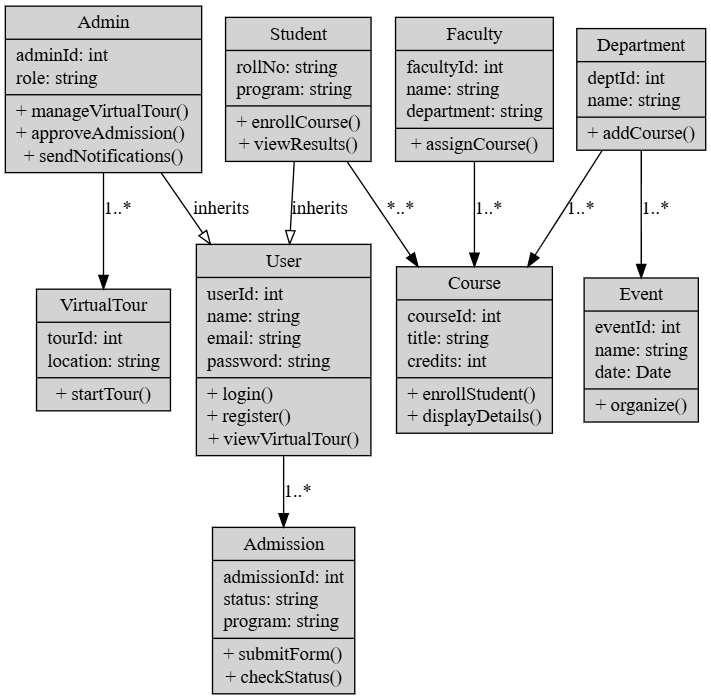 Admin
adminId: int
role: string
+ manageVirtualTour()
+ approveAdmission()
+ sendNotifications()
Student
rollNo: string
program: string
+ enrollCourse()
+ viewResults()
Faculty
facultyId: int
name: string
department: string
+ assignCourse()
Department
deptId: int
name: string
+ addCourse()
1..*
inherits
inherits
*..*
1..*
1..*
1..*
VirtualTour
tourId: int
location: string
+ startTour()
User
userId: int
name: string
email: string
password: string
+ login()
+ register()
+ viewVirtualTour()
Course
courseId: int
title: string
credits: int
+ enrollStudent()
+ displayDetails()
Event
eventId: int
name: string
date: Date
+ organize()
1..*
Admission
admissionId: int
status: string
program: string
+ submitForm()
+ checkStatus()